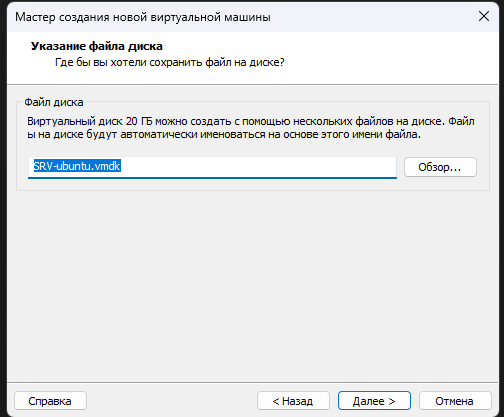 Мастер создания новой виртуальной машины
Указание файла диска
Где бы вы хотели сохранить файл на диске?
Файл диска
Виртуальный диск 20 ГБ можно создать с помощью нескольких файлов на диске. Файл
ы на диске будут автоматически именоваться на основе этого имени файла.
SRV-ubuntu.vmdk
Обзор...
Справка
< Назад
Далее >
Отмена